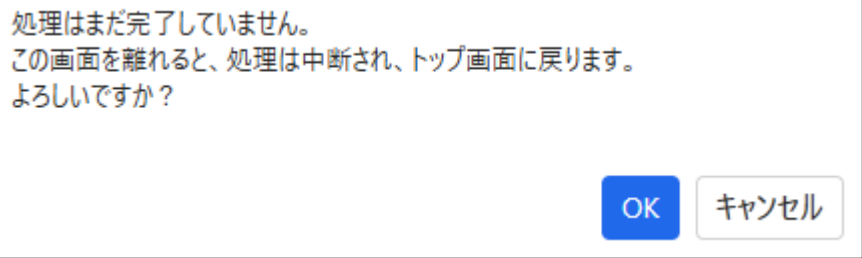 処理はまだ完了していません。
この画面を離れると、処理は中断され、トップ画面に戻ります。
よろしいですか？
OK
キャンセル